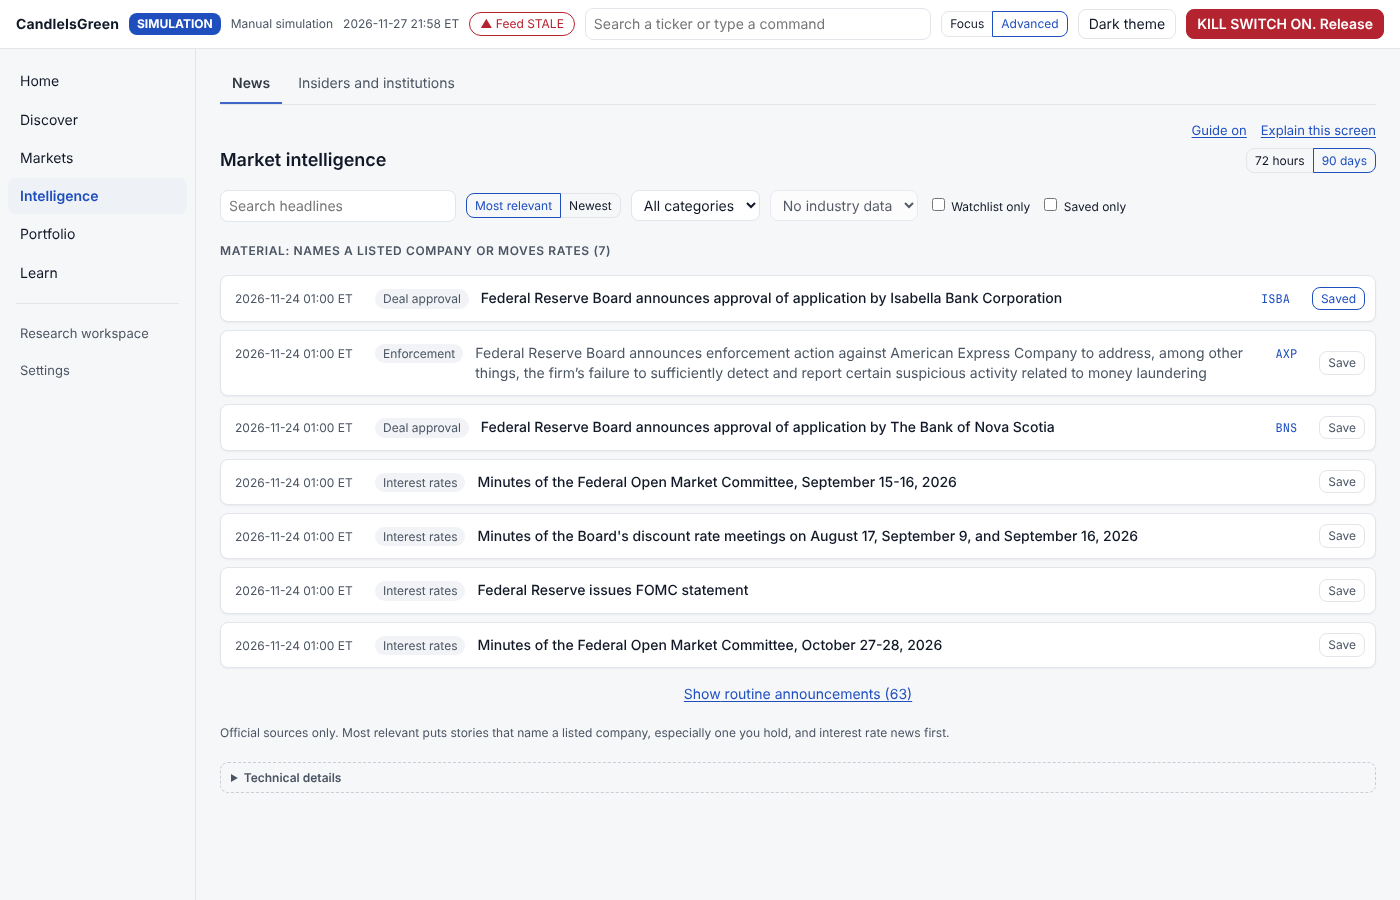 CandleIsGreen SIMULATION Manual simulation 2026-11-27 21:58 ET ▲ Feed STALE Search a ticker or type a command Focus Advanced Dark theme KILL SWITCH ON. Release
Home
Discover
Markets
Intelligence
Portfolio
Learn
Research workspace
Settings
News Insiders and institutions
Guide on Explain this screen
Market intelligence 72 hours 90 days
Search headlines Most relevant Newest All categories No industry data Watchlist only Saved only
MATERIAL: NAMES A LISTED COMPANY OR MOVES RATES (7)
2026-11-24 01:00 ET Deal approval Federal Reserve Board announces approval of application by Isabella Bank Corporation ISBA Saved
2026-11-24 01:00 ET Enforcement Federal Reserve Board announces enforcement action against American Express Company to address, among other AXP Save
things, the firm’s failure to sufficiently detect and report certain suspicious activity related to money laundering
2026-11-24 01:00 ET Deal approval Federal Reserve Board announces approval of application by The Bank of Nova Scotia BNS Save
2026-11-24 01:00 ET Interest rates Minutes of the Federal Open Market Committee, September 15-16, 2026 Save
2026-11-24 01:00 ET Interest rates Minutes of the Board's discount rate meetings on August 17, September 9, and September 16, 2026 Save
2026-11-24 01:00 ET Interest rates Federal Reserve issues FOMC statement Save
2026-11-24 01:00 ET Interest rates Minutes of the Federal Open Market Committee, October 27-28, 2026 Save
Show routine announcements (63)
Official sources only. Most relevant puts stories that name a listed company, especially one you hold, and interest rate news first.
▶ Technical details